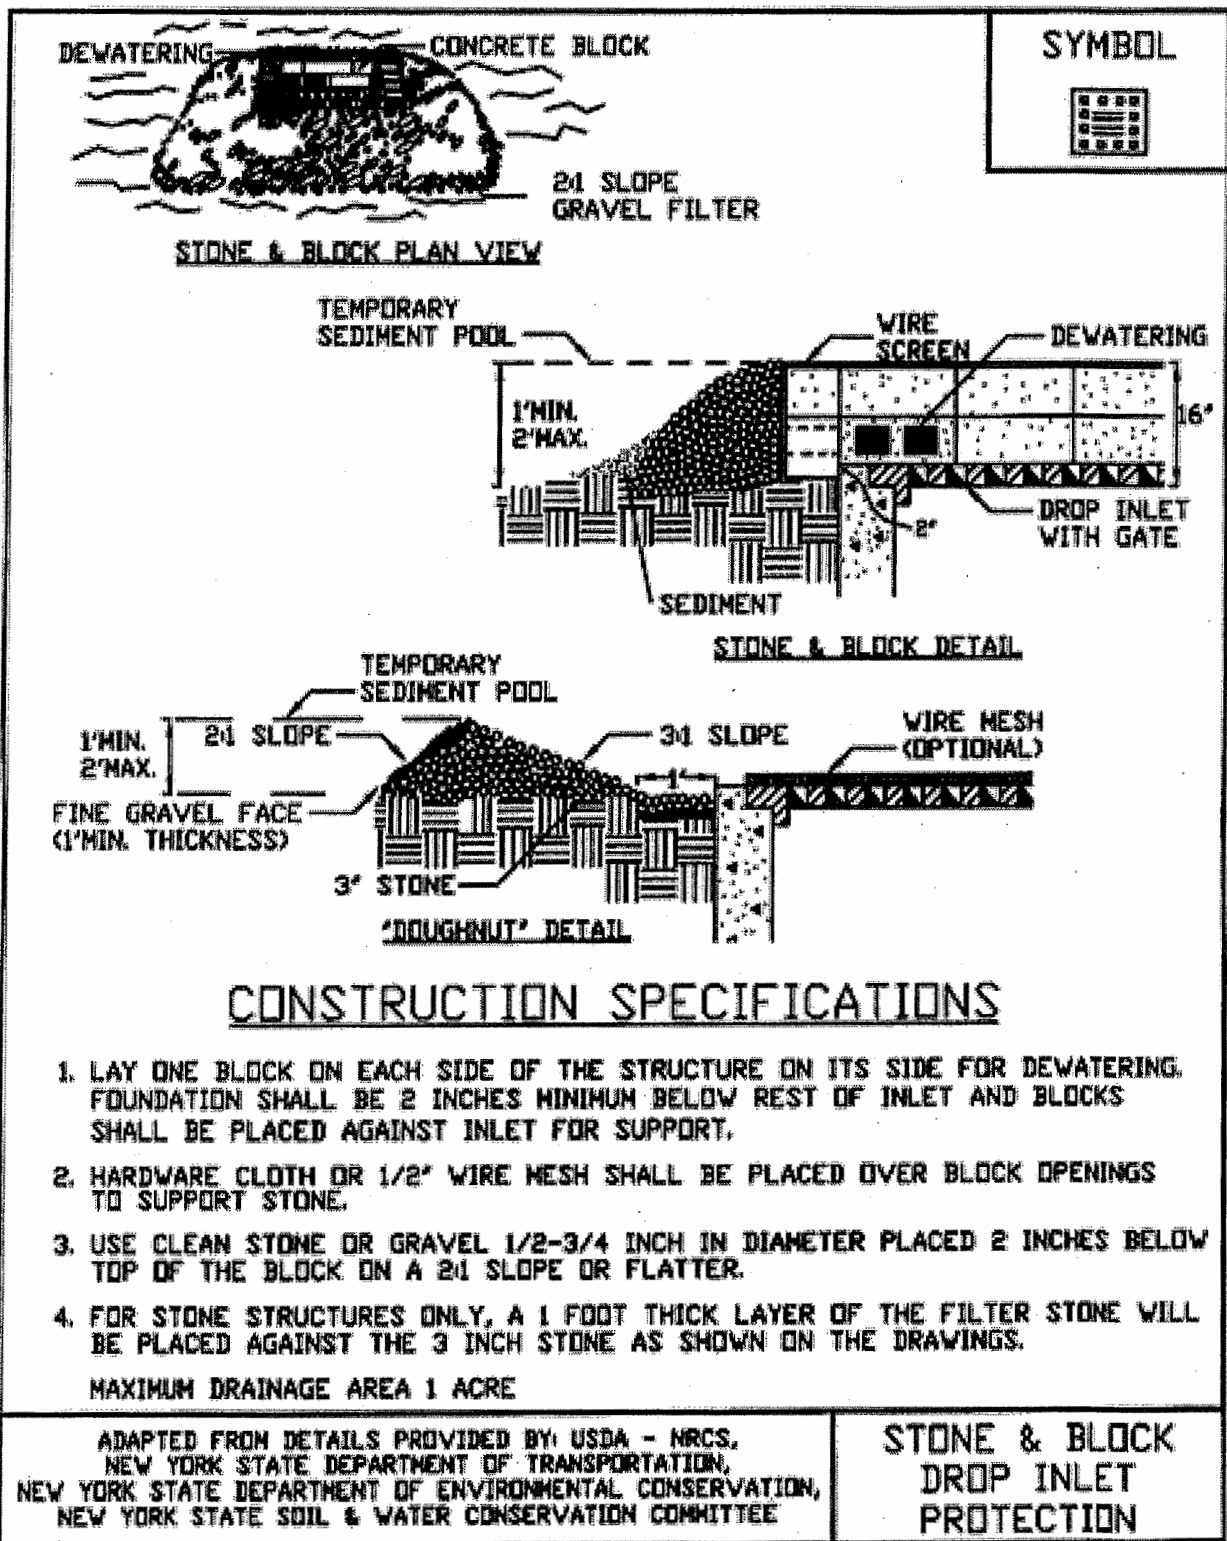 SYMBOL
DEWATERING
CONCRETE BLOCK
2:1 SLOPE
GRAVEL FILTER
STONE & BLOCK PLAN VIEW
TEMPORARY
SEDIMENT POOL
WIRE
SCREEN
DEWATERING
1'MIN.
2'MAX.
16"
2"
DROP INLET
WITH GATE
SEDIMENT
STONE & BLOCK DETAIL
TEMPORARY
SEDIMENT POOL
1'MIN.
2'MAX.
2:1 SLOPE
3:1 SLOPE
WIRE MESH
(OPTIONAL)
1'
FINE GRAVEL FACE
(1'MIN. THICKNESS)
3" STONE
"DOUGHNUT" DETAIL
CONSTRUCTION SPECIFICATIONS
1. LAY ONE BLOCK ON EACH SIDE OF THE STRUCTURE ON ITS SIDE FOR DEWATERING.
FOUNDATION SHALL BE 2 INCHES MINIMUM BELOW REST OF INLET AND BLOCKS
SHALL BE PLACED AGAINST INLET FOR SUPPORT.
2. HARDWARE CLOTH OR 1/2" WIRE MESH SHALL BE PLACED OVER BLOCK OPENINGS
TO SUPPORT STONE.
3. USE CLEAN STONE OR GRAVEL 1/2-3/4 INCH IN DIAMETER PLACED 2 INCHES BELOW
TOP OF THE BLOCK ON A 2:1 SLOPE OR FLATTER.
4. FOR STONE STRUCTURES ONLY, A 1 FOOT THICK LAYER OF THE FILTER STONE WILL
BE PLACED AGAINST THE 3 INCH STONE AS SHOWN ON THE DRAWINGS.
MAXIMUM DRAINAGE AREA 1 ACRE
ADAPTED FROM DETAILS PROVIDED BY: USDA - NRCS,
NEW YORK STATE DEPARTMENT OF TRANSPORTATION,
NEW YORK STATE DEPARTMENT OF ENVIRONMENTAL CONSERVATION,
NEW YORK STATE SOIL & WATER CONSERVATION COMMITTEE
STONE & BLOCK
DROP INLET
PROTECTION